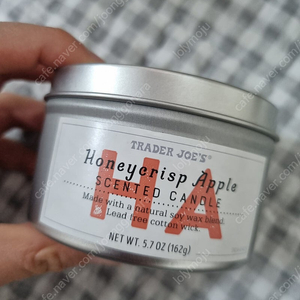 TRADER JOE'S®
Honeycrisp Apple
SCENTED CANDLE
Made with a natural soy wax blend.
Lead free cotton wick.
HA
NET WT. 5.7 OZ (162g)